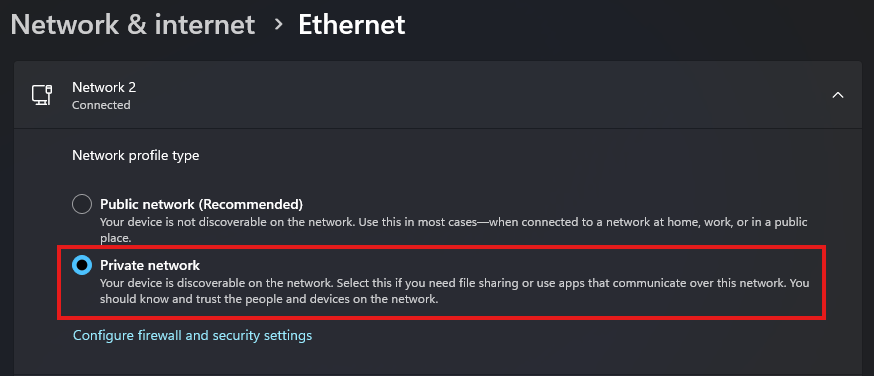 Network & internet > Ethernet
Network 2
Connected
Network profile type
Public network (Recommended)
Your device is not discoverable on the network. Use this in most cases—when connected to a network at home, work, or in a public
place.
Private network
Your device is discoverable on the network. Select this if you need file sharing or use apps that communicate over this network. You
should know and trust the people and devices on the network.
Configure firewall and security settings